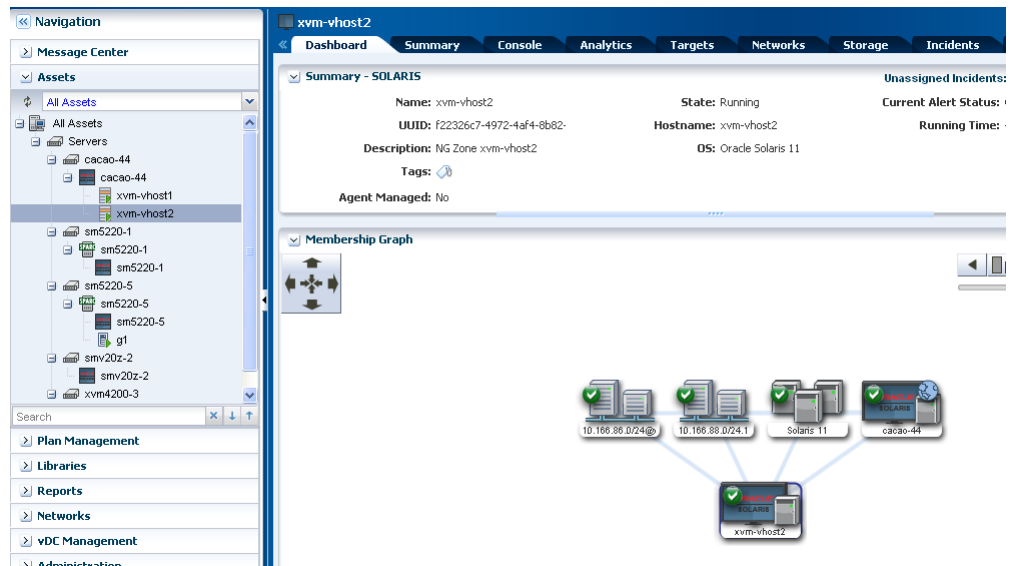 Navigation
Message Center
Assets
All Assets
All Assets
Servers
cacao-44
cacao-44
xvm-vhost1
xvm-vhost2
sm5220-1
sm5220-1
sm5220-1
sm5220-5
sm5220-5
sm5220-5
g1
smv20z-2
smv20z-2
xvm4200-3
Search
Plan Management
Libraries
Reports
Networks
vDC Management
Administration
xvm-vhost2
Dashboard Summary Console Analytics Targets Networks Storage Incidents
Summary - SOLARIS
Unassigned Incidents:
Name: xvm-vhost2 State: Running Current Alert Status:
UUID: f22326c7-4972-4af4-8b82- Hostname: xvm-vhost2 Running Time:
Description: NG Zone xvm-vhost2 OS: Oracle Solaris 11
Tags:
Agent Managed: No
Membership Graph
SOLARIS
10.166.86.0/24@ 10.166.88.0/24.1 Solaris 11 cacao-44
ORACLE
SOLARIS
xvm-vhost2